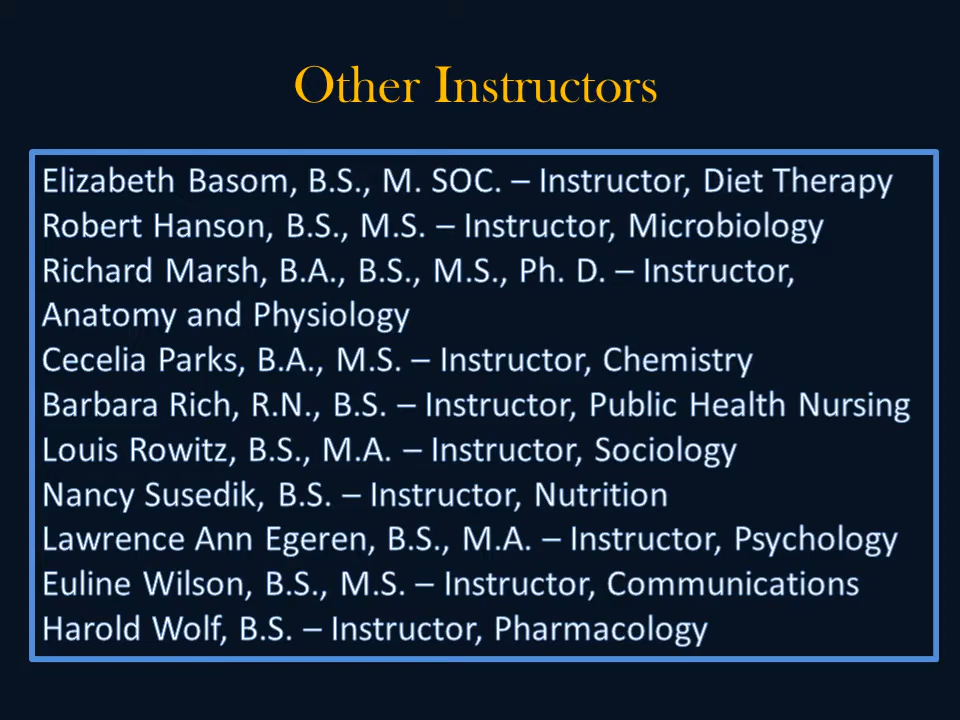 Other Instructors
Elizabeth Basom, B.S., M. SOC. – Instructor, Diet Therapy
Robert Hanson, B.S., M.S. – Instructor, Microbiology
Richard Marsh, B.A., B.S., M.S., Ph. D. – Instructor,
Anatomy and Physiology
Cecelia Parks, B.A., M.S. – Instructor, Chemistry
Barbara Rich, R.N., B.S. – Instructor, Public Health Nursing
Louis Rowitz, B.S., M.A. – Instructor, Sociology
Nancy Susedik, B.S. – Instructor, Nutrition
Lawrence Ann Egeren, B.S., M.A. – Instructor, Psychology
Euline Wilson, B.S., M.S. – Instructor, Communications
Harold Wolf, B.S. – Instructor, Pharmacology